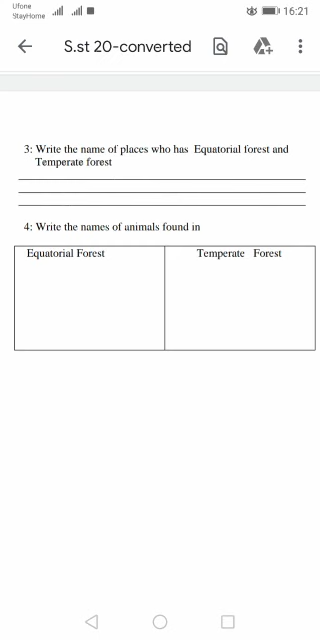 Ufone
StayHome
16:21
S.st 20-converted
3: Write the name of places who has Equatorial forest and
Temperate forest
4: Write the names of animals found in
Equatorial Forest
Temperate Forest